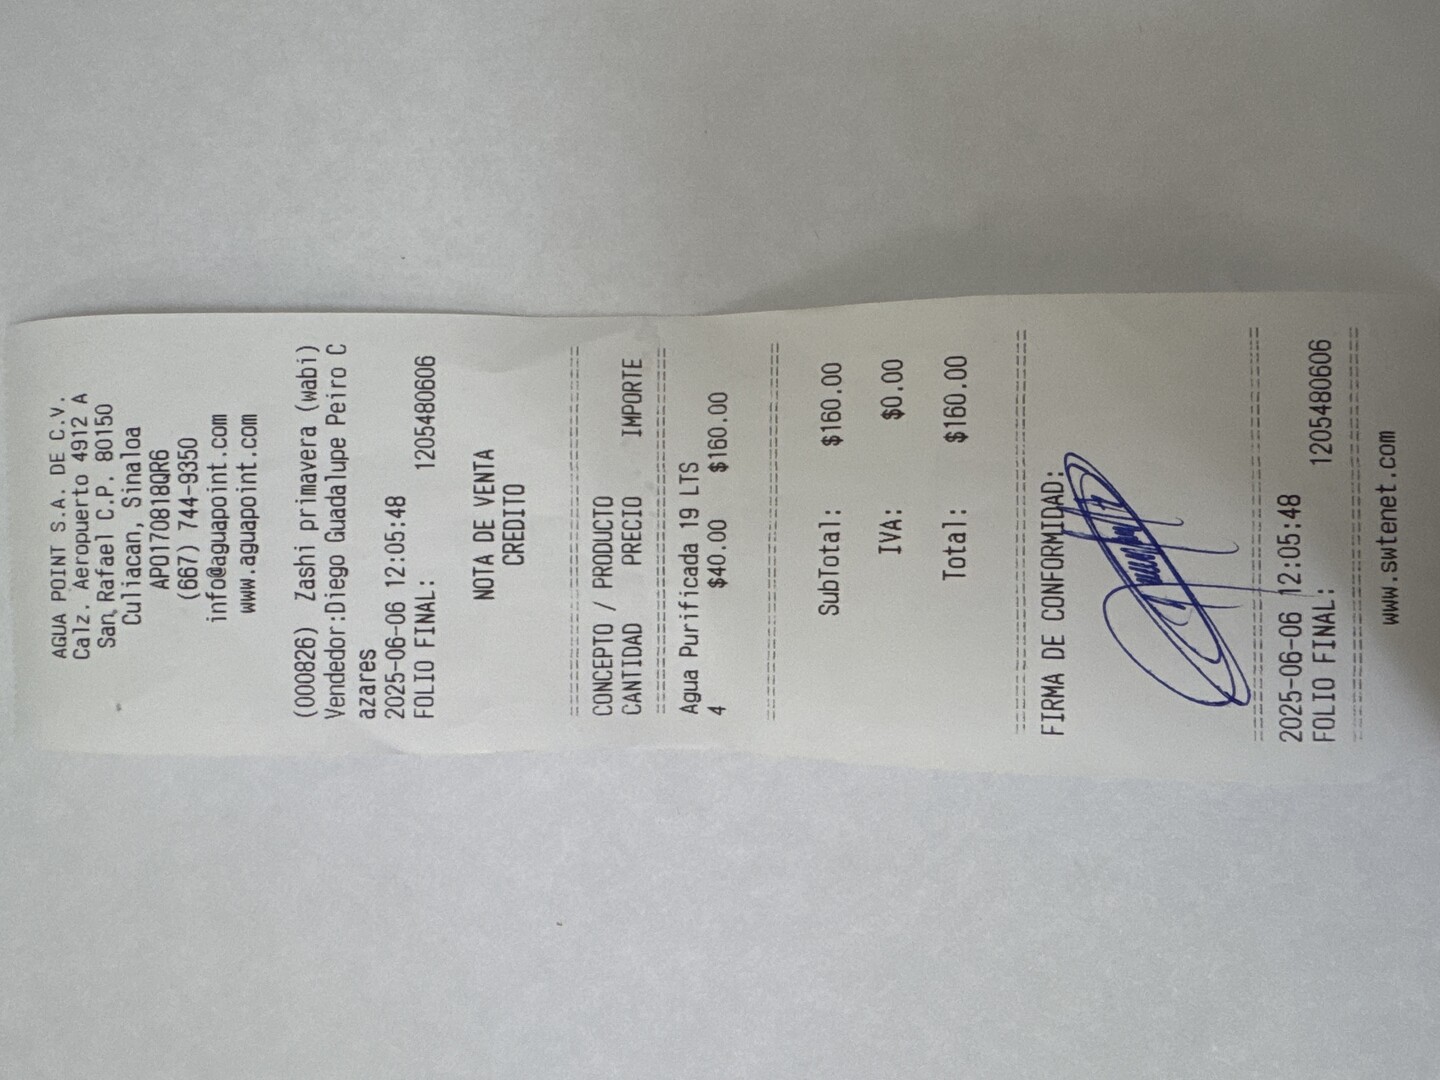 AGUA POINT S.A. DE C.V.
Calz. Aeropuerto 4912 A
San Rafael C.P. 80150
Culiacan, Sinaloa
APO170818QR6
(667) 744-9350
info@aguapoint.com
www.aguapoint.com
(000826) Zashi primavera (wabi)
Vendedor:Diego Guadalupe Peiro C
azares
2025-06-06 12:05:48
FOLIO FINAL: 1205480606
NOTA DE VENTA
CREDITO
CONCEPTO / PRODUCTO
CANTIDAD PRECIO IMPORTE
Agua Purificada 19 LTS
4 $40.00 $160.00
SubTotal: $160.00
IVA: $0.00
Total: $160.00
FIRMA DE CONFORMIDAD:
2025-06-06 12:05:48
FOLIO FINAL: 1205480606
www.swtenet.com